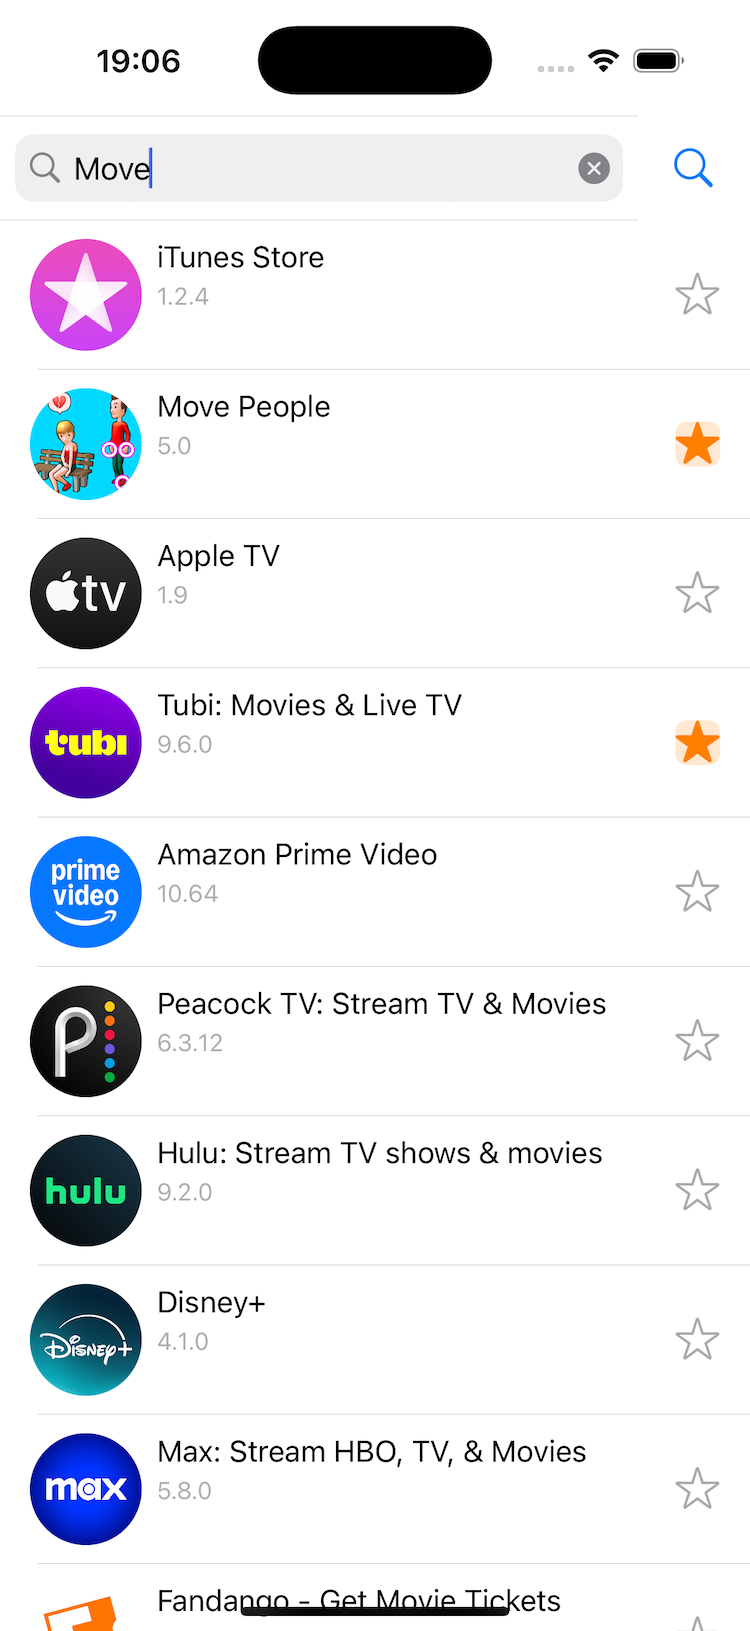 19:06
Move
iTunes Store
1.2.4
Move People
5.0
tv
Apple TV
1.9
tubi
Tubi: Movies & Live TV
9.6.0
prime
video
Amazon Prime Video
10.64
Peacock TV: Stream TV & Movies
6.3.12
hulu
Hulu: Stream TV shows & movies
9.2.0
Disney+
Disney+
4.1.0
max
Max: Stream HBO, TV, & Movies
5.8.0
Fandango - Get Movie Tickets